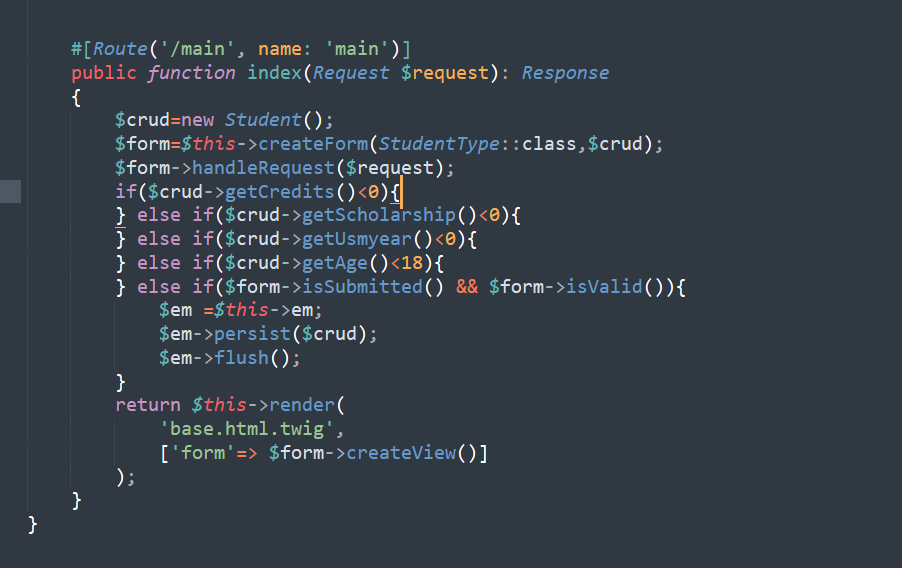 #[Route('/main', name: 'main')]
public function index(Request $request): Response
{
$crud=new Student();
$form=$this->createForm(StudentType::class,$crud);
$form->handleRequest($request);
if($crud->getCredits()<0){
} else if($crud->getScholarship()<0){
} else if($crud->getUsmyear()<0){
} else if($crud->getAge()<18){
} else if($form->isSubmitted() && $form->isValid()){
$em =$this->em;
$em->persist($crud);
$em->flush();
}
return $this->render(
'base.html.twig',
['form'=> $form->createView()]
);
}
}